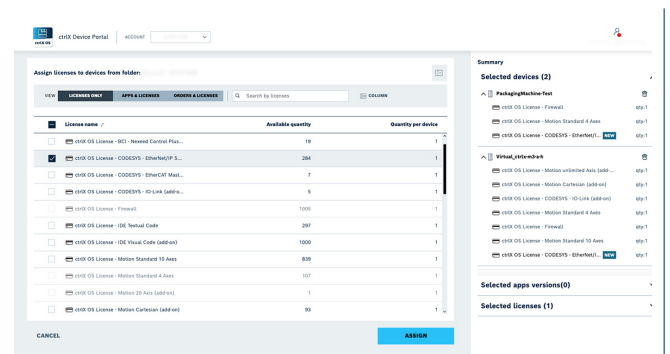 ctrlX OS
ctrlX Device Portal
ACCOUNT
Assign licenses to devices from folder:
VIEW
LICENSES ONLY
APPS & LICENSES
ORDERS & LICENSES
Search by licenses
COLUMN
License name
Available quantity
Quantity per device
ctrlX OS License - BCI - Nexeed Control Plus...
19
1
ctrlX OS License - CODESYS - EtherNet/IP S...
284
1
ctrlX OS License - CODESYS - EtherCAT Mast...
7
1
ctrlX OS License - CODESYS - IO-Link (add-o...
5
1
ctrlX OS License - Firewall
1005
1
ctrlX OS License - IDE Textual Code
297
1
ctrlX OS License - IDE Visual Code (add-on)
1000
1
ctrlX OS License - Motion Standard 10 Axes
839
1
ctrlX OS License - Motion Standard 4 Axes
107
1
ctrlX OS License - Motion 20 Axis (add-on)
1
1
ctrlX OS License - Motion Cartesian (add-on)
93
1
CANCEL
ASSIGN
Summary
Selected devices (2)
PackagingMachine-Test
ctrlX OS License - Firewall
qty:1
ctrlX OS License - Motion Standard 4 Axes
qty:1
ctrlX OS License - CODESYS - EtherNet/I...
NEW
qty:1
Virtual_ctrlx-m3-x-h
ctrlX OS License - Motion unlimited Axis (add-...
qty:1
ctrlX OS License - Motion Cartesian (add-on)
qty:1
ctrlX OS License - CODESYS - IO-Link (add-on)
qty:1
ctrlX OS License - Motion Standard 4 Axes
qty:1
ctrlX OS License - Firewall
qty:1
ctrlX OS License - Motion Standard 10 Axes
qty:1
ctrlX OS License - CODESYS - EtherNet/I...
NEW
qty:1
Selected apps versions(0)
Selected licenses (1)